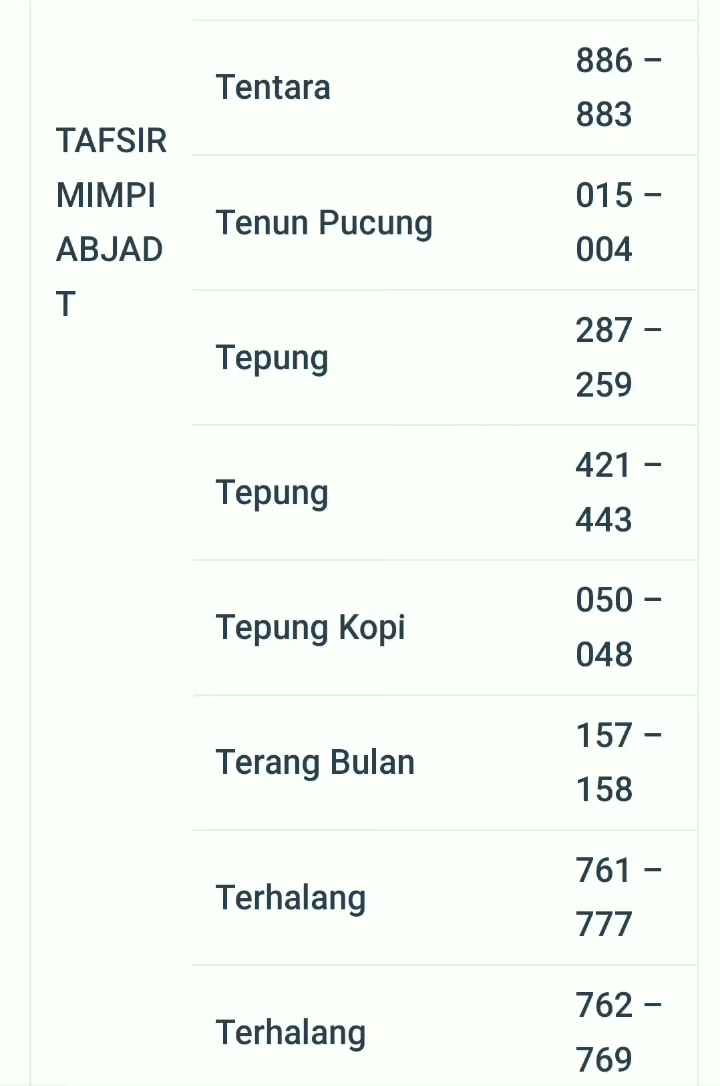 TAFSIR
MIMPI
ABJAD
T
Tentara
886 –
883
Tenun Pucung
015 –
004
Tepung
287 –
259
Tepung
421 –
443
Tepung Kopi
050 –
048
Terang Bulan
157 –
158
Terhalang
761 –
777
Terhalang
762 –
769